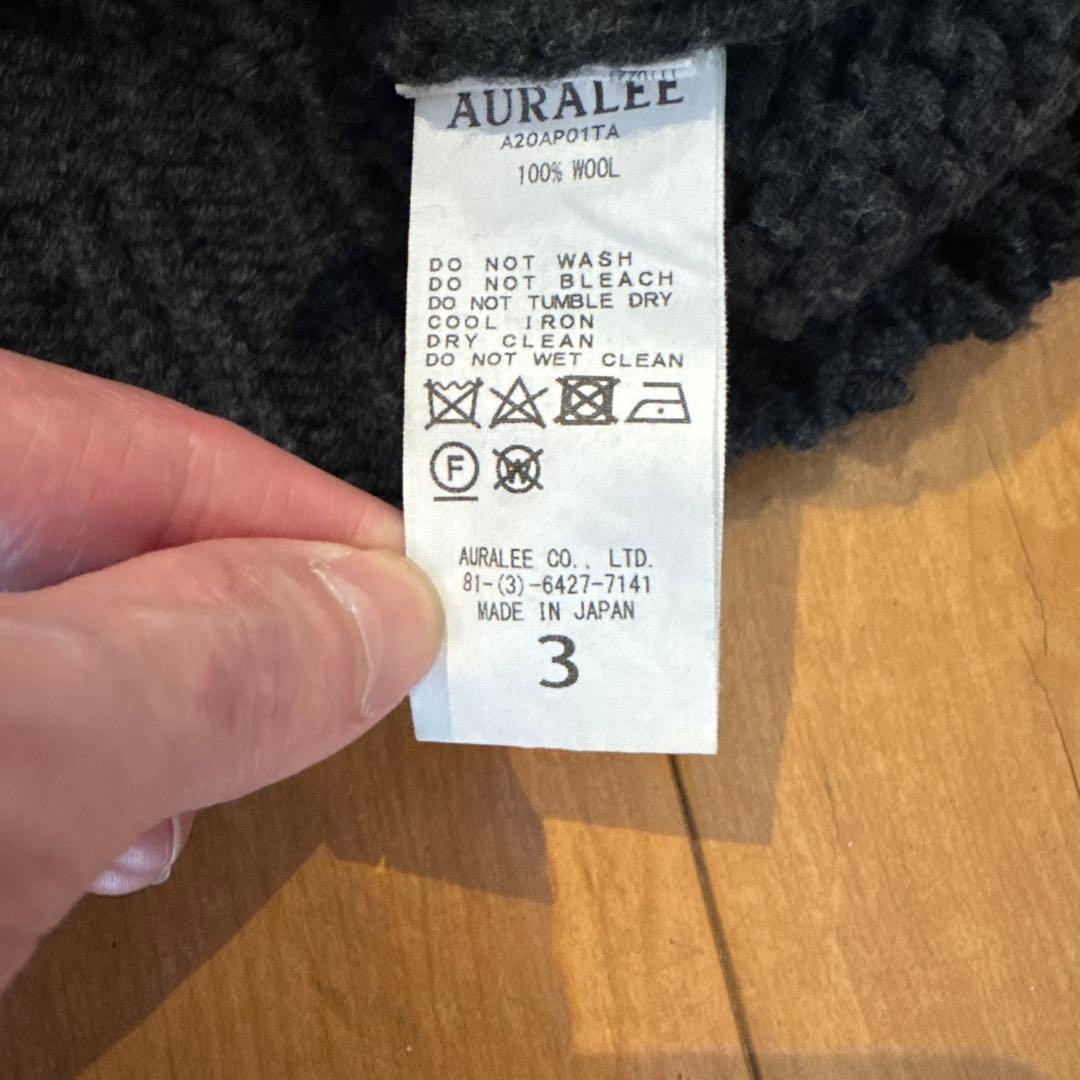 AURALEE
A20AP01TA
100% WOOL
DO NOT WASH
DO NOT BLEACH
DO NOT TUMBLE DRY
COOL IRON
DRY CLEAN
DO NOT WET CLEAN
F W
AURALEE CO., LTD.
81-(3)-6427-7141
MADE IN JAPAN
3